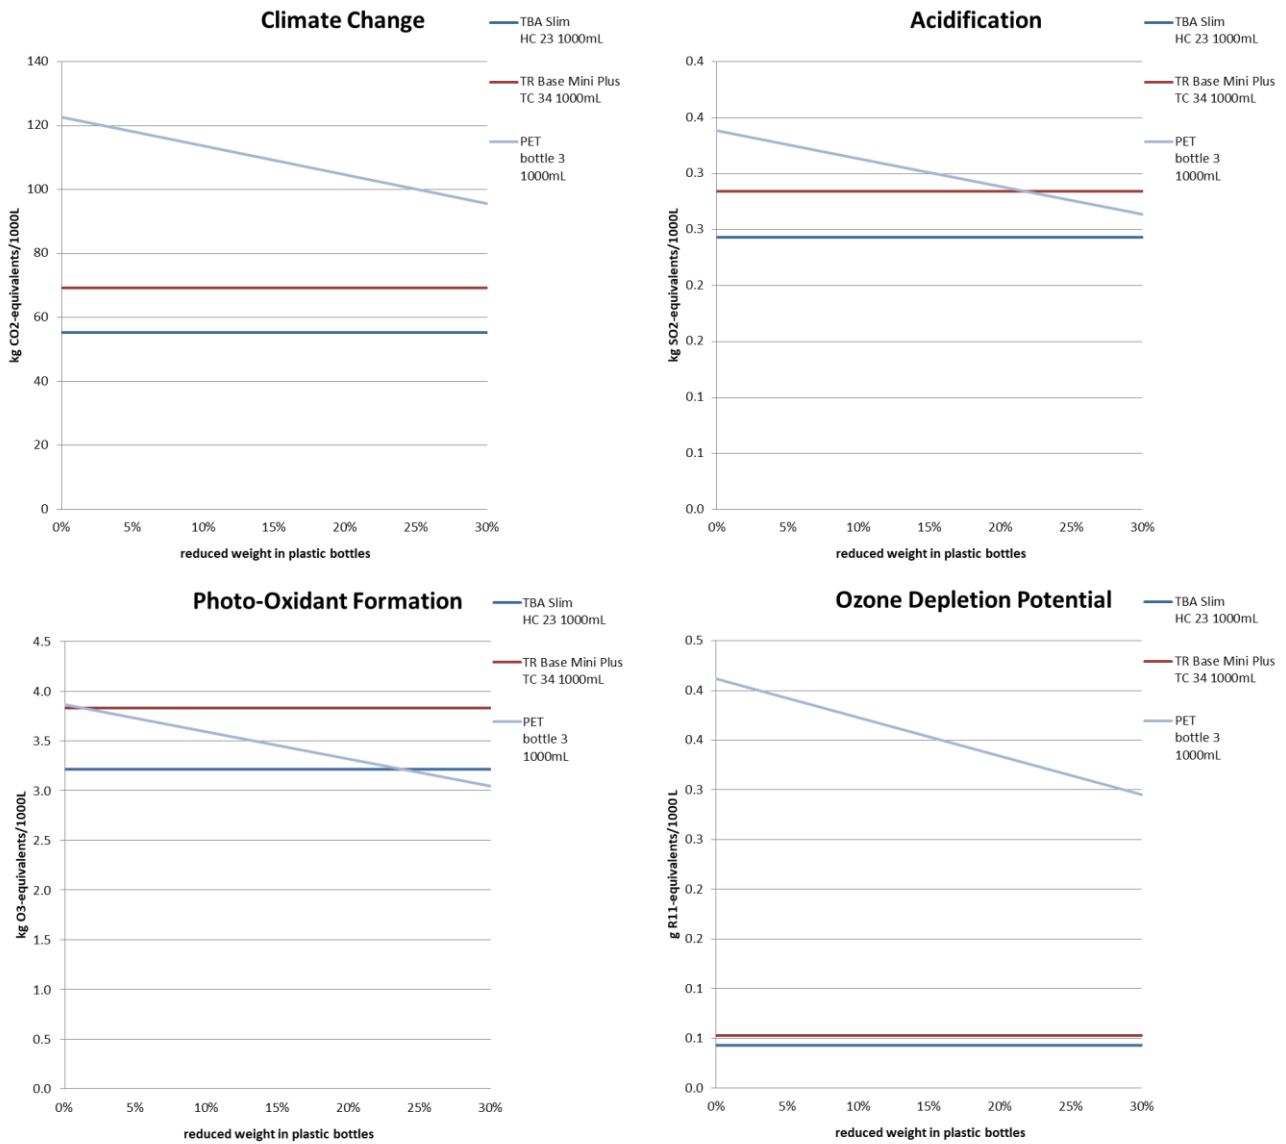 Climate Change
TBA Slim
HC 23 1000mL
TR Base Mini Plus
TC 34 1000mL
PET
bottle 3
1000mL
140
120
100
80
60
40
20
0
kg CO2-equivalents/1000L
0% 5% 10% 15% 20% 25% 30%
reduced weight in plastic bottles
Acidification
TBA Slim
HC 23 1000mL
TR Base Mini Plus
TC 34 1000mL
PET
bottle 3
1000mL
0.4
0.4
0.3
0.3
0.2
0.2
0.1
0.1
0.0
kg SO2-equivalents/1000L
0% 5% 10% 15% 20% 25% 30%
reduced weight in plastic bottles
Photo-Oxidant Formation
TBA Slim
HC 23 1000mL
TR Base Mini Plus
TC 34 1000mL
PET
bottle 3
1000mL
4.5
4.0
3.5
3.0
2.5
2.0
1.5
1.0
0.5
0.0
kg O3-equivalents/1000L
0% 5% 10% 15% 20% 25% 30%
reduced weight in plastic bottles
Ozone Depletion Potential
TBA Slim
HC 23 1000mL
TR Base Mini Plus
TC 34 1000mL
PET
bottle 3
1000mL
0.5
0.4
0.4
0.3
0.3
0.2
0.2
0.1
0.1
0.0
g R11-equivalents/1000 L
0% 5% 10% 15% 20% 25% 30%
reduced weight in plastic bottles